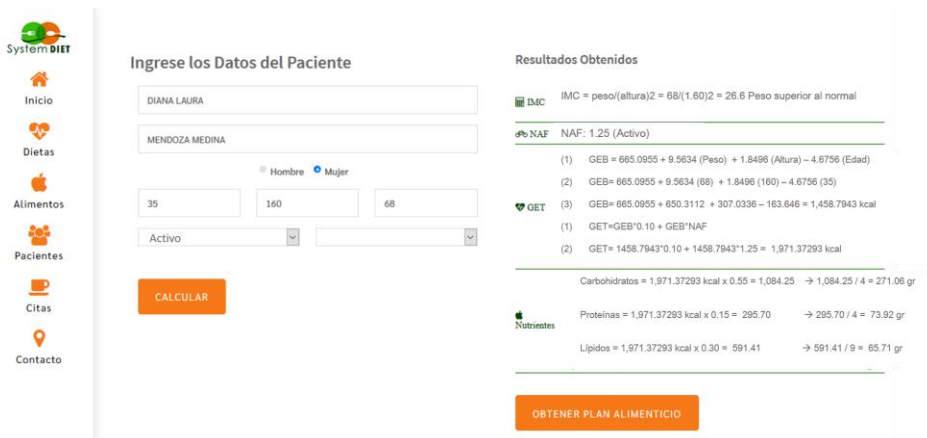 System DIET
Inicio
Dietas
Alimentos
Pacientes
Citas
Contacto
Ingrese los Datos del Paciente
DIANA LAURA
MENDOZA MEDINA
Hombre Mujer
35 160 68
Activo
CALCULAR
Resultados Obtenidos
IMC IMC = peso/(altura)2 = 68/(1.60)2 = 26.6 Peso superior al normal
NAF NAF: 1.25 (Activo)
(1) GEB = 665.0955 + 9.5634 (Peso) + 1.8496 (Altura) – 4.6756 (Edad)
(2) GEB= 665.0955 + 9.5634 (68) + 1.8496 (160) – 4.6756 (35)
GET (3) GEB= 665.0955 + 650.3112 + 307.0336 – 163.646 = 1,458.7943 kcal
(1) GET=GEB*0.10 + GEB*NAF
(2) GET= 1458.7943*0.10 + 1458.7943*1.25 = 1,971.37293 kcal
Carbohidratos = 1,971.37293 kcal x 0.55 = 1,084.25 → 1,084.25 / 4 = 271.06 gr
Nutrientes Proteínas = 1,971.37293 kcal x 0.15 = 295.70 → 295.70 / 4 = 73.92 gr
Lípidos = 1,971.37293 kcal x 0.30 = 591.41 → 591.41 / 9 = 65.71 gr
OBTENER PLAN ALIMENTICIO